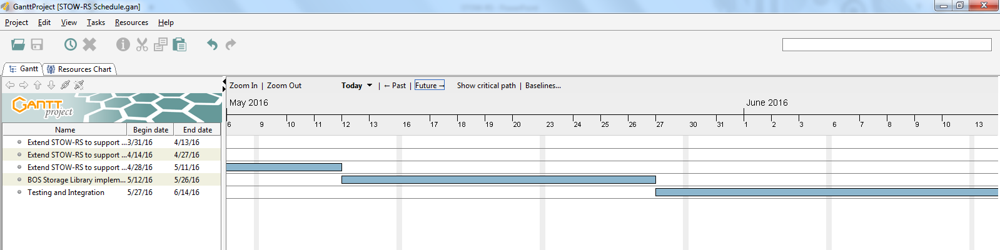 GanttProject [STOW-RS Schedule.gan]
Project Edit View Tasks Resources Help
Gantt Resources Chart
Zoom In | Zoom Out Today | ← Past | Future → Show critical path | Baselines...
GANTT project
May 2016 June 2016
6 9 10 11 12 13 16 17 18 19 20 23 24 25 26 27 30 31 1 2 3 6 7 8 9 10 13
Name Begin date End date
Extend STOW-RS to support ... 3/31/16 4/13/16
Extend STOW-RS to support ... 4/14/16 4/27/16
Extend STOW-RS to support ... 4/28/16 5/11/16
BOS Storage Library implem... 5/12/16 5/26/16
Testing and Integration 5/27/16 6/14/16